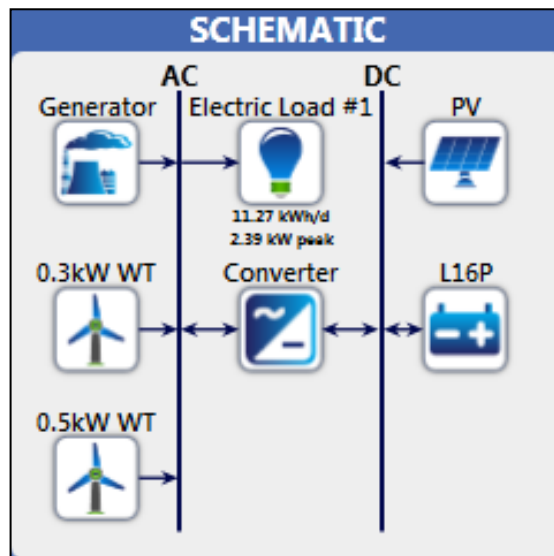 SCHEMATIC
AC DC
Generator Electric Load #1 PV
11.27 kWh/d
2.39 kW peak
0.3kW WT Converter L16P
0.5kW WT